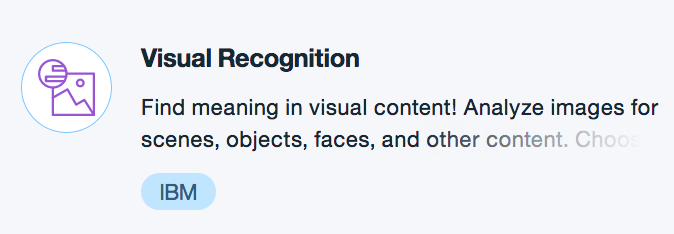 Visual Recognition
Find meaning in visual content! Analyze images for
scenes, objects, faces, and other content. Choos
IBM